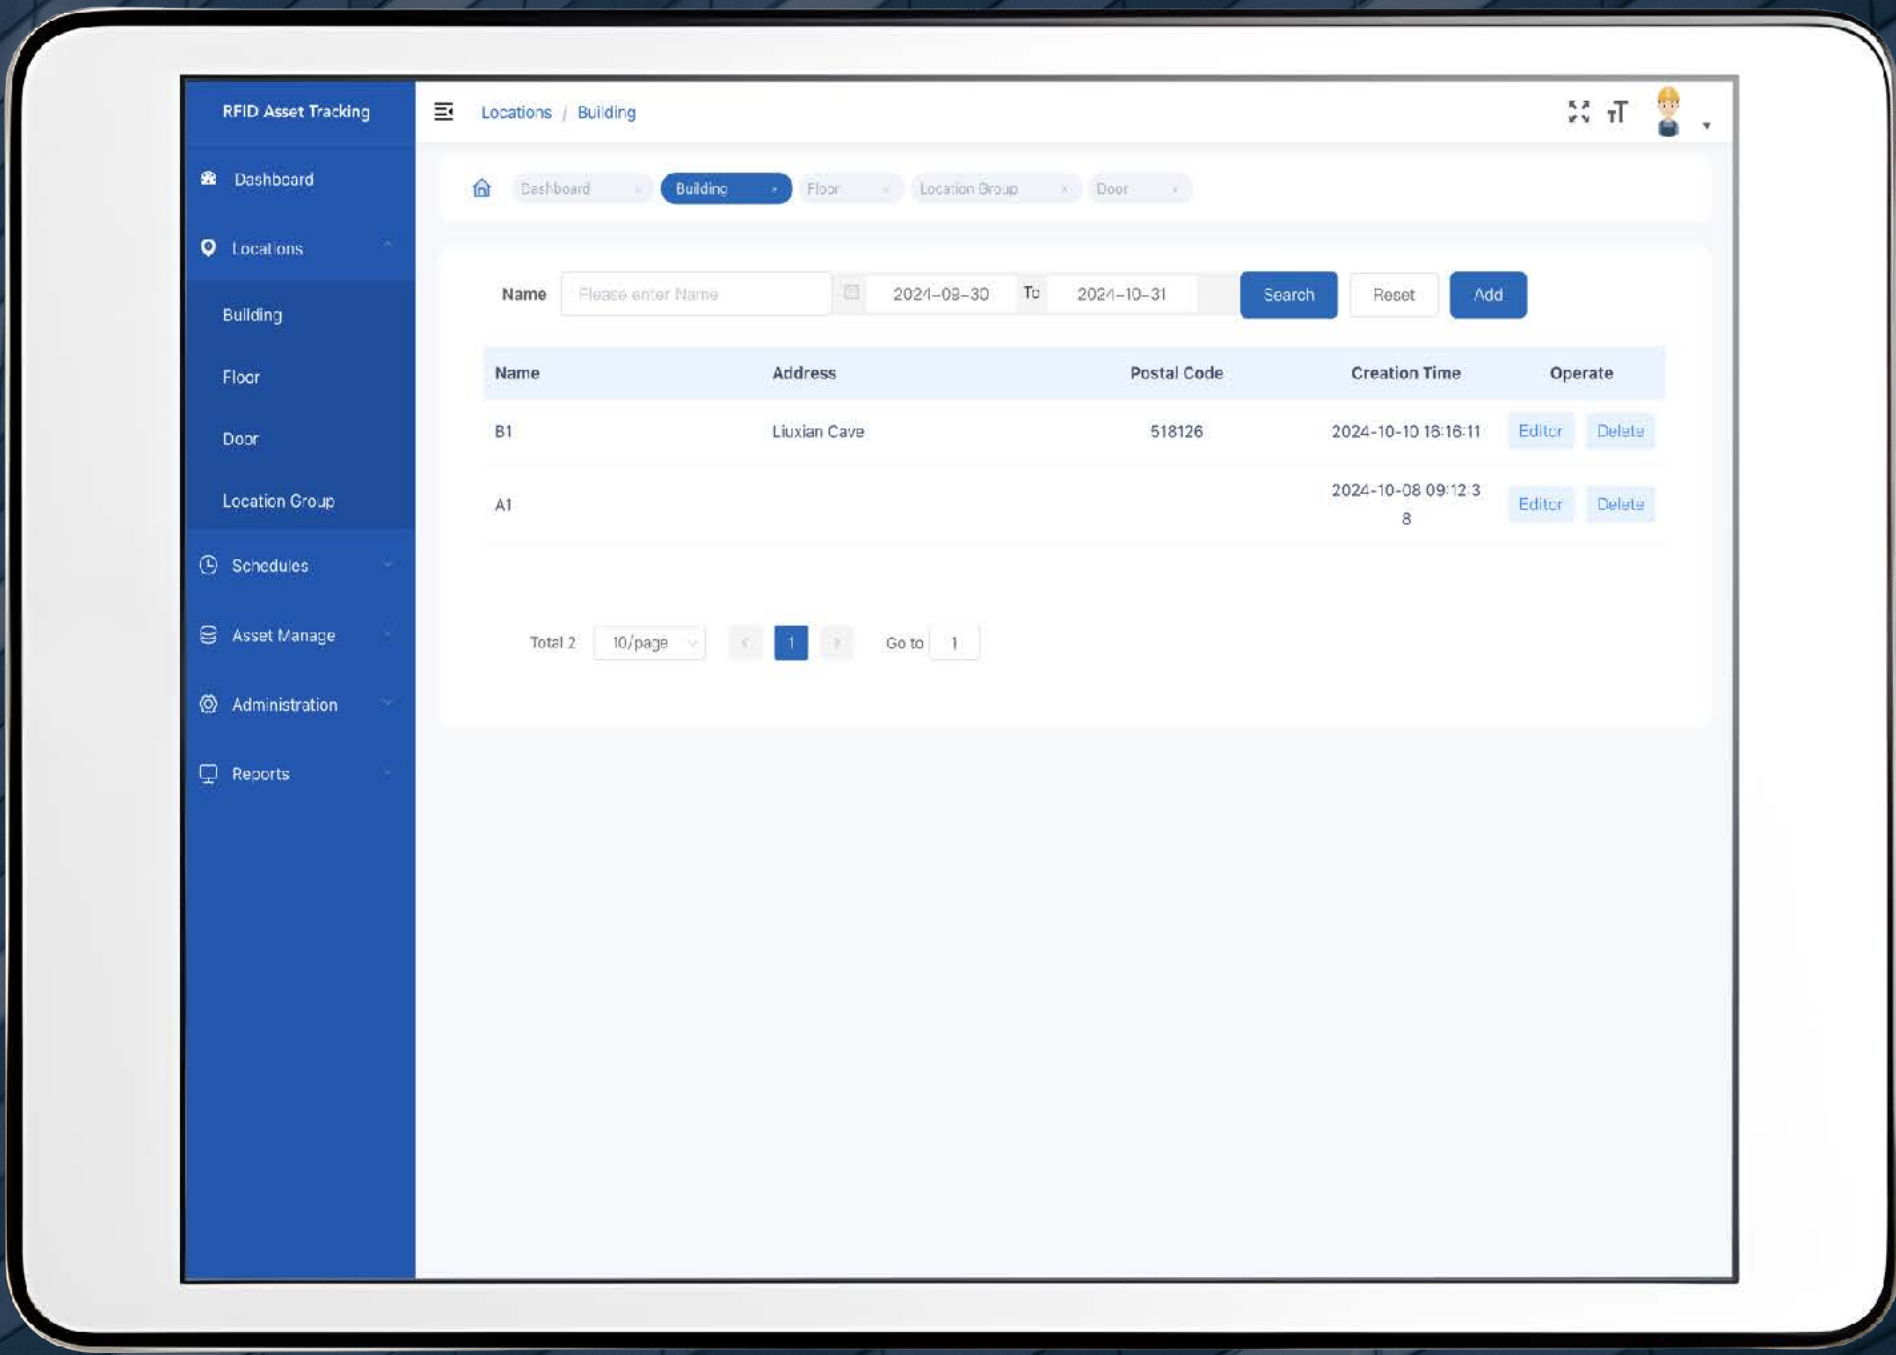 RFID Asset Tracking
Locations / Building
Dashboard
Dashboard
Building
Floor
Location Group
Door
Locations
Building
Floor
Door
Location Group
Schedules
Asset Manage
Administration
Reports
Name Please enter Name 2024-09-30 To 2024-10-31 Search Reset Add
Name Address Postal Code Creation Time Operate
B1 Liuxian Cave 518126 2024-10-10 16:16:11 Editor Delete
A1 2024-10-08 09:12:3 Editor Delete
8
Total 2 10/page < 1 > Go to 1